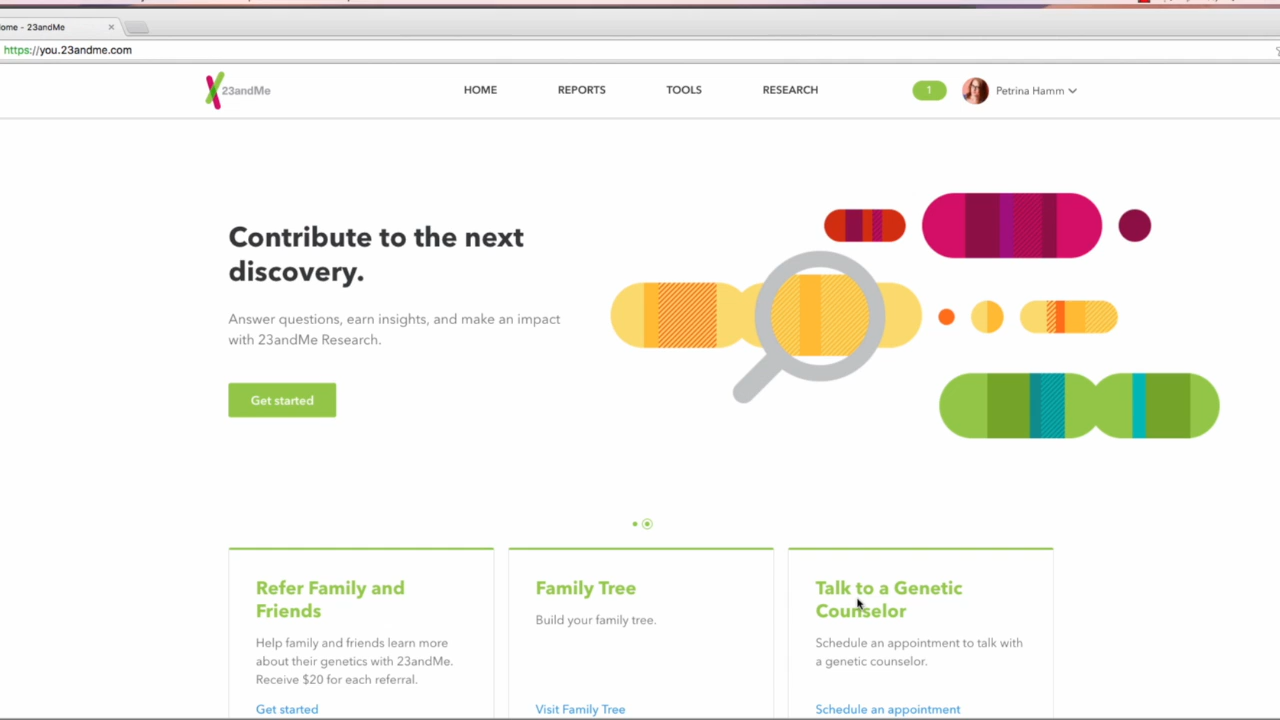 ome - 23andMe
https://you.23andme.com
23andMe
HOME
REPORTS
TOOLS
RESEARCH
1
Petrina Hamm
Contribute to the next
discovery.
Answer questions, earn insights, and make an impact
with 23andMe Research.
Get started
Refer Family and
Friends
Help family and friends learn more
about their genetics with 23andMe.
Receive $20 for each referral.
Get started
Family Tree
Build your family tree.
Visit Family Tree
Talk to a Genetic
Counselor
Schedule an appointment to talk with
a genetic counselor.
Schedule an appointment